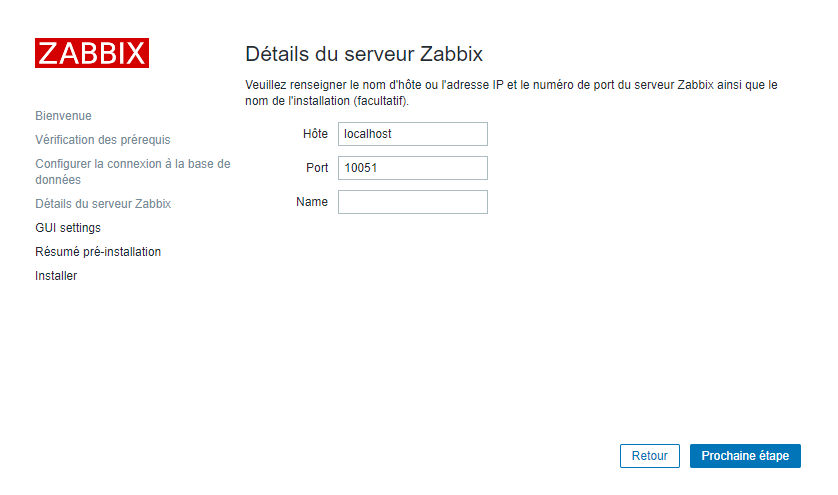 ZABBIX
Détails du serveur Zabbix
Veuillez renseigner le nom d'hôte ou l'adresse IP et le numéro de port du serveur Zabbix ainsi que le
nom de l'installation (facultatif).
Bienvenue
Vérification des prérequis
Configurer la connexion à la base de
données
Détails du serveur Zabbix
GUI settings
Résumé pré-installation
Installer
Hôte localhost
Port 10051
Name
Retour Prochaine étape